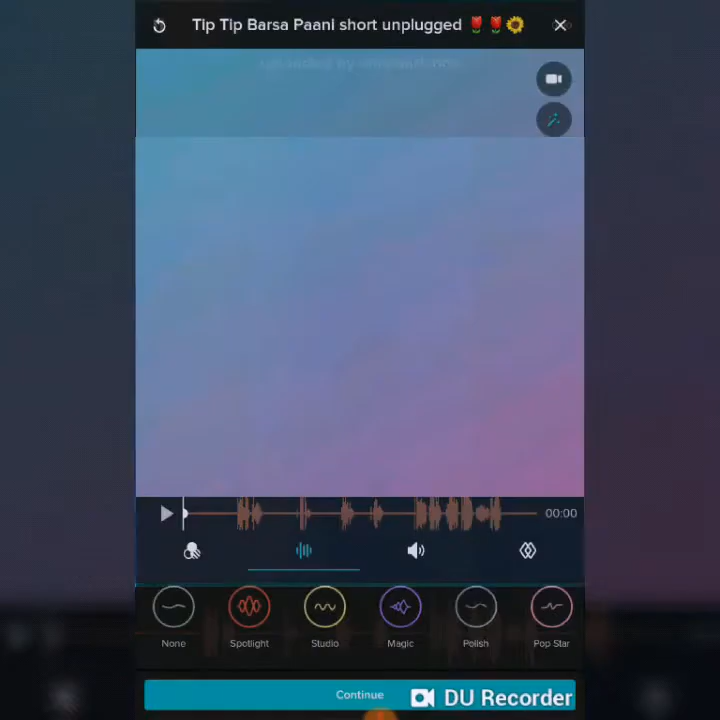 Tip Tip Barsa Paani short unplugged 🌷🌷🌻
00:00
None Spotlight Studio Magic Polish Pop Star
Continue
DU Recorder